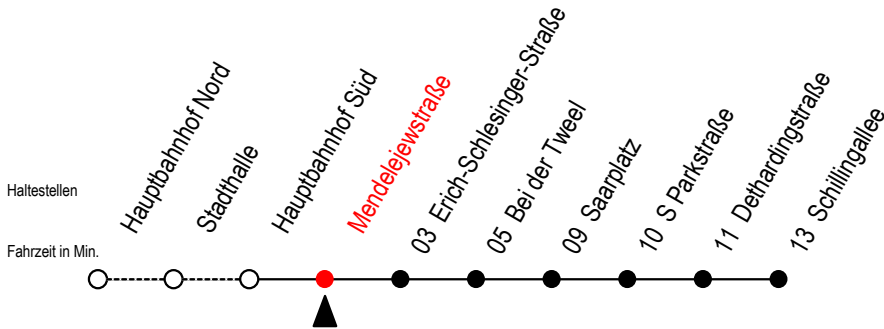 Hauptbahnhof Nord
Stadthalle
Hauptbahnhof Süd
Mendelejewstraße
03 Erich-Schlesinger-Straße
05 Bei der Tweel
09 Saarplatz
10 S Parkstraße
11 Dethardingstraße
13 Schillingallee
Haltestellen
Fahrzeit in Min.